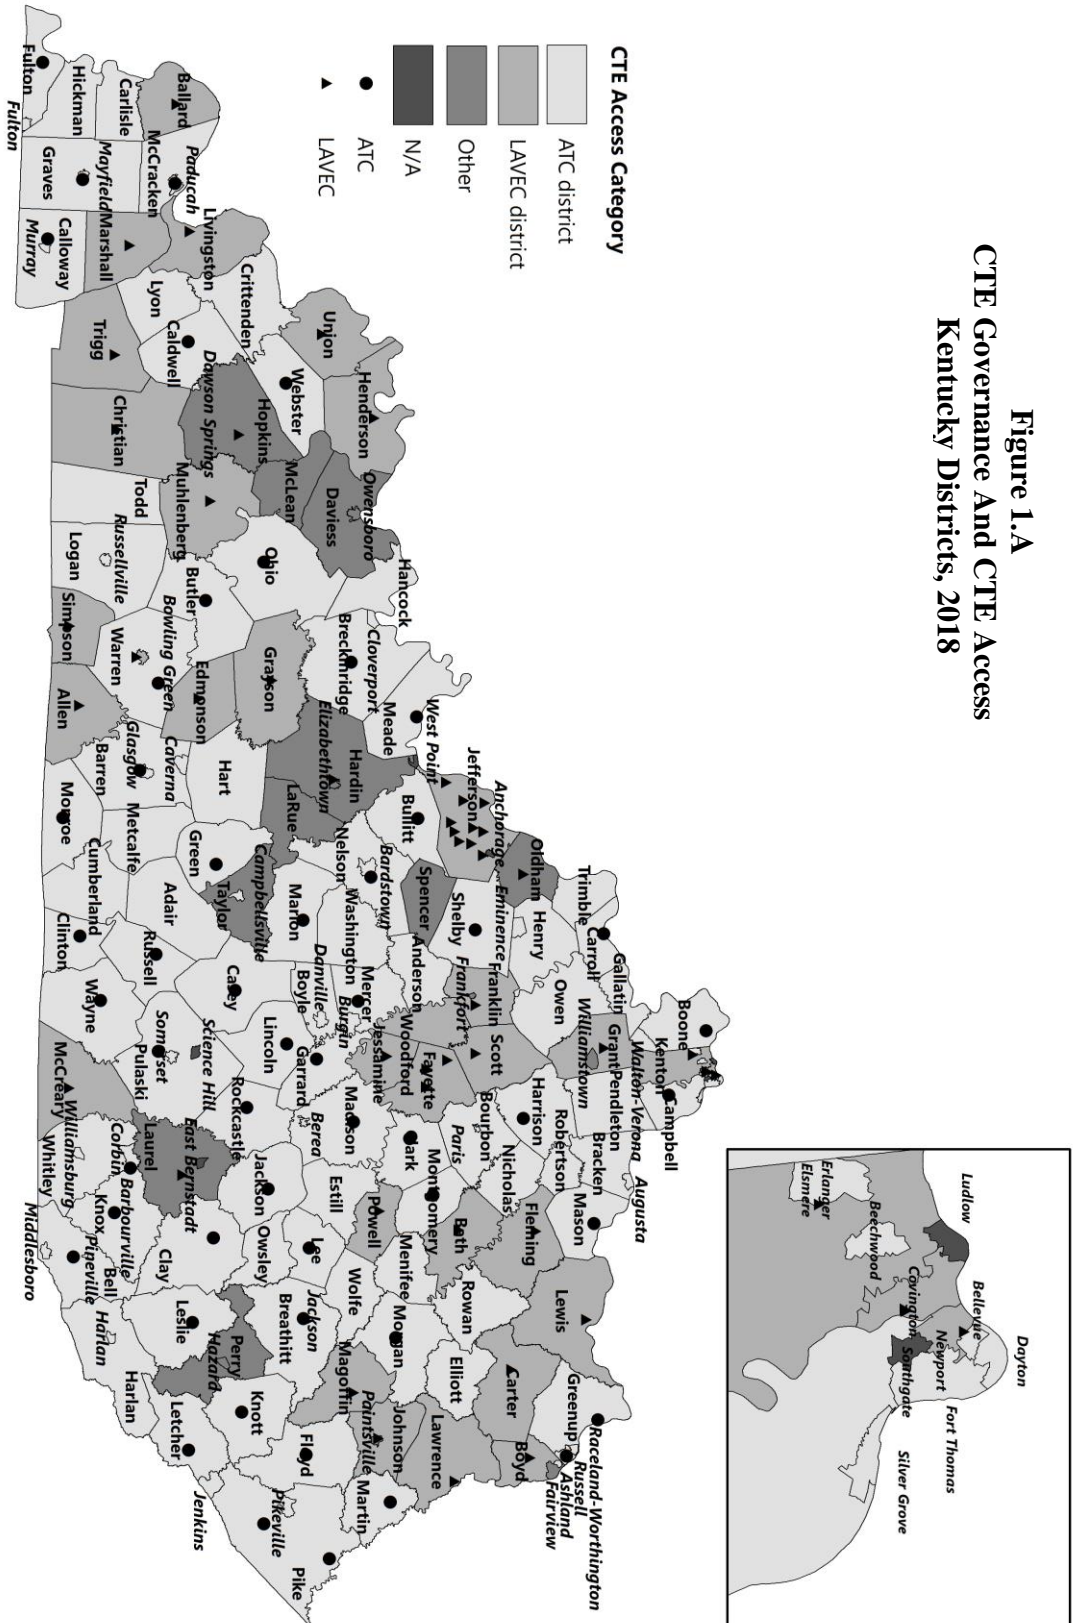 Figure 1.A
CTE Governance And CTE Access
Kentucky Districts, 2018
CTE Access Category
ATC district
LAVEC district
Other
N/A
ATC
LAVEC
Ludlow
Bellevue
Dayton
Erlanger
Elsmere
Beechwood
Covington
Newport
Southgate
Fort Thomas
Silver Grove
Boone
Kenton
Campbell
Walton-Verona
Gallatin
Grant
Pendleton
Williamstown
Bracken
Augusta
Trimble
Carroll
Owen
Robertson
Mason
Lewis
Greenup
Raceland-Worthington
Russell
Ashland
Fairview
Boyd
Oldham
Henry
Eminence
Anchorage
Jefferson
Shelby
Franklin
Frankfort
Scott
Harrison
Nicholas
Fleming
Carter
Rowan
Elliott
Lawrence
West Point
Meade
Bullitt
Spencer
Anderson
Woodford
Fayette
Bourbon
Paris
Bath
Montgomery
Clark
Menifee
Morgan
Johnson
Paintsville
Martin
Hancock
Cloverport
Breckinridge
Hardin
Elizabethtown
Nelson
Bardstown
Washington
Mercer
Burgin
Jessamine
Madison
Berea
Estill
Powell
Wolfe
Magoffin
Floyd
Pike
Pikeville
Union
Henderson
Webster
Owensboro
Daviess
McLean
Ohio
Grayson
LaRue
Marion
Boyle
Danville
Garrard
Lincoln
Rockcastle
Jackson
Lee
Owsley
Breathitt
Jackson
Knott
Perry
Hazard
Letcher
Jenkins
Crittenden
Livingston
Lyon
Caldwell
Hopkins
Dawson Springs
Muhlenberg
Butler
Edmonson
Hart
Green
Taylor
Campbellsville
Casey
Pulaski
Somerset
Science Hill
Laurel
East Bernstadt
Clay
Leslie
Harlan
Harlan
Ballard
Paducah
McCracken
Carlisle
Hickman
Fulton
Fulton
Graves
Mayfield
Marshall
Calloway
Murray
Trigg
Christian
Todd
Logan
Russellville
Simpson
Warren
Bowling Green
Allen
Barren
Glasgow
Caverna
Metcalfe
Monroe
Cumberland
Adair
Russell
Clinton
Wayne
McCreary
Whitley
Williamsburg
Corbin
Knox
Barbourville
Bell
Pineville
Middlesboro